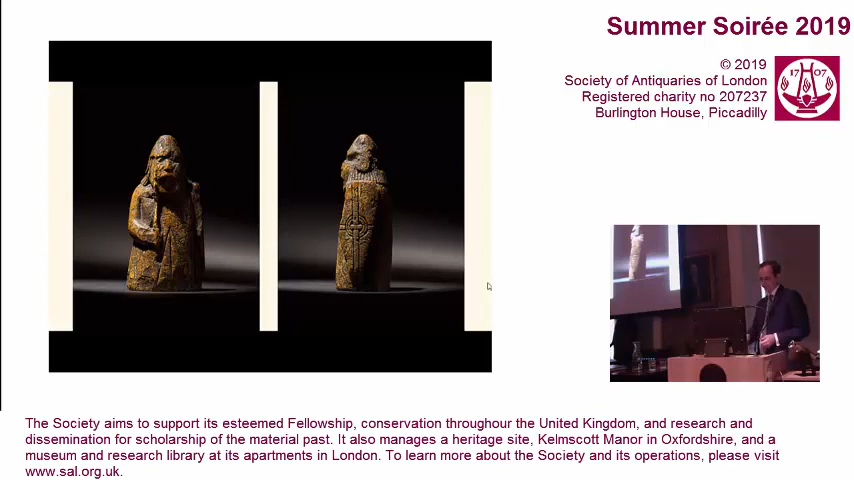 Summer Soirée 2019
© 2019
Society of Antiquaries of London
Registered charity no 207237
Burlington House, Piccadilly
17 07
The Society aims to support its esteemed Fellowship, conservation throughour the United Kingdom, and research and
dissemination for scholarship of the material past. It also manages a heritage site, Kelmscott Manor in Oxfordshire, and a
museum and research library at its apartments in London. To learn more about the Society and its operations, please visit
www.sal.org.uk.